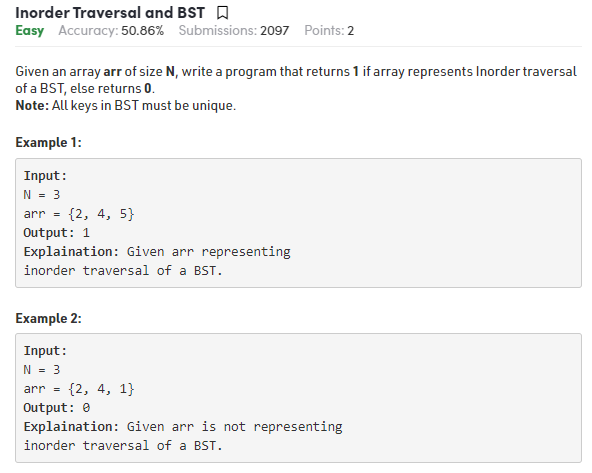 Inorder Traversal and BST
Easy Accuracy: 50.86% Submissions: 2097 Points: 2
Given an array arr of size N, write a program that returns 1 if array represents Inorder traversal
of a BST, else returns 0.
Note: All keys in BST must be unique.
Example 1:
Input:
N = 3
arr = {2, 4, 5}
Output: 1
Explaination: Given arr representing
inorder traversal of a BST.
Example 2:
Input:
N = 3
arr = {2, 4, 1}
Output: 0
Explaination: Given arr is not representing
inorder traversal of a BST.